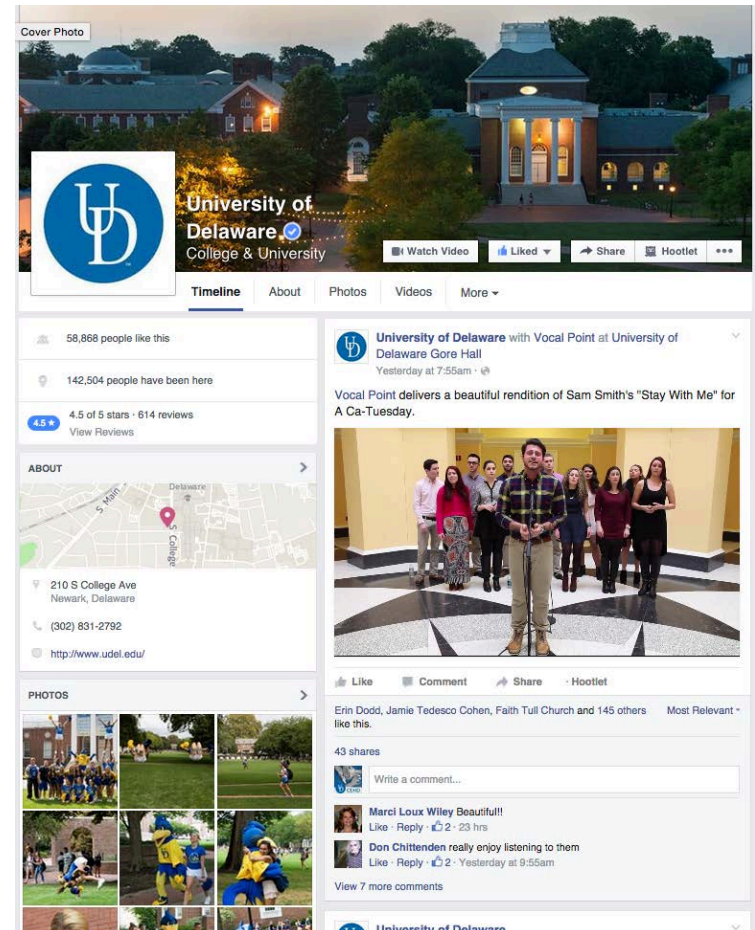 Cover Photo
UD
University of
Delaware
College & University
Watch Video
Liked
Share
Hootlet
Timeline
About
Photos
Videos
More
58,868 people like this
142,504 people have been here
4.5
4.5 of 5 stars · 614 reviews
View Reviews
ABOUT
Delaware
S Main
S College
210 S College Ave
Newark, Delaware
(302) 831-2792
http://www.udel.edu/
PHOTOS
University of Delaware with Vocal Point at University of
Delaware Gore Hall
Yesterday at 7:55am ·
Vocal Point delivers a beautiful rendition of Sam Smith's "Stay With Me" for
A Ca-Tuesday.
Like Comment Share · Hootlet
Erin Dodd, Jamie Tedesco Cohen, Faith Tull Church and 145 others
like this.
Most Relevant
43 shares
Write a comment...
Marci Loux Wiley Beautiful!!
Like · Reply · 2 · 23 hrs
Don Chittenden really enjoy listening to them
Like · Reply · 2 · Yesterday at 9:55am
View 7 more comments
University of Delaware